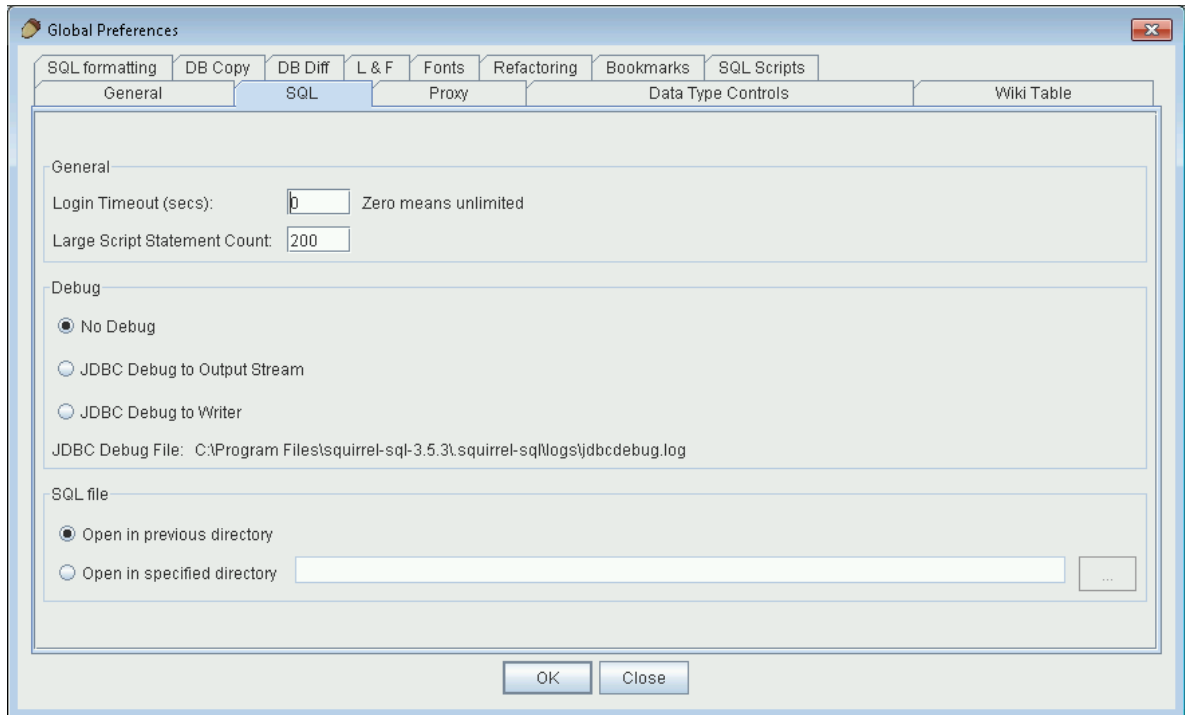 Global Preferences
SQL formatting DB Copy DB Diff L & F Fonts Refactoring Bookmarks SQL Scripts
General SQL Proxy Data Type Controls Wiki Table
General
Login Timeout (secs): 0 Zero means unlimited
Large Script Statement Count: 200
Debug
No Debug
JDBC Debug to Output Stream
JDBC Debug to Writer
JDBC Debug File: C:\Program Files\squirrel-sql-3.5.3\.squirrel-sql\logs\jdbcdebug.log
SQL file
Open in previous directory
Open in specified directory ...
OK Close